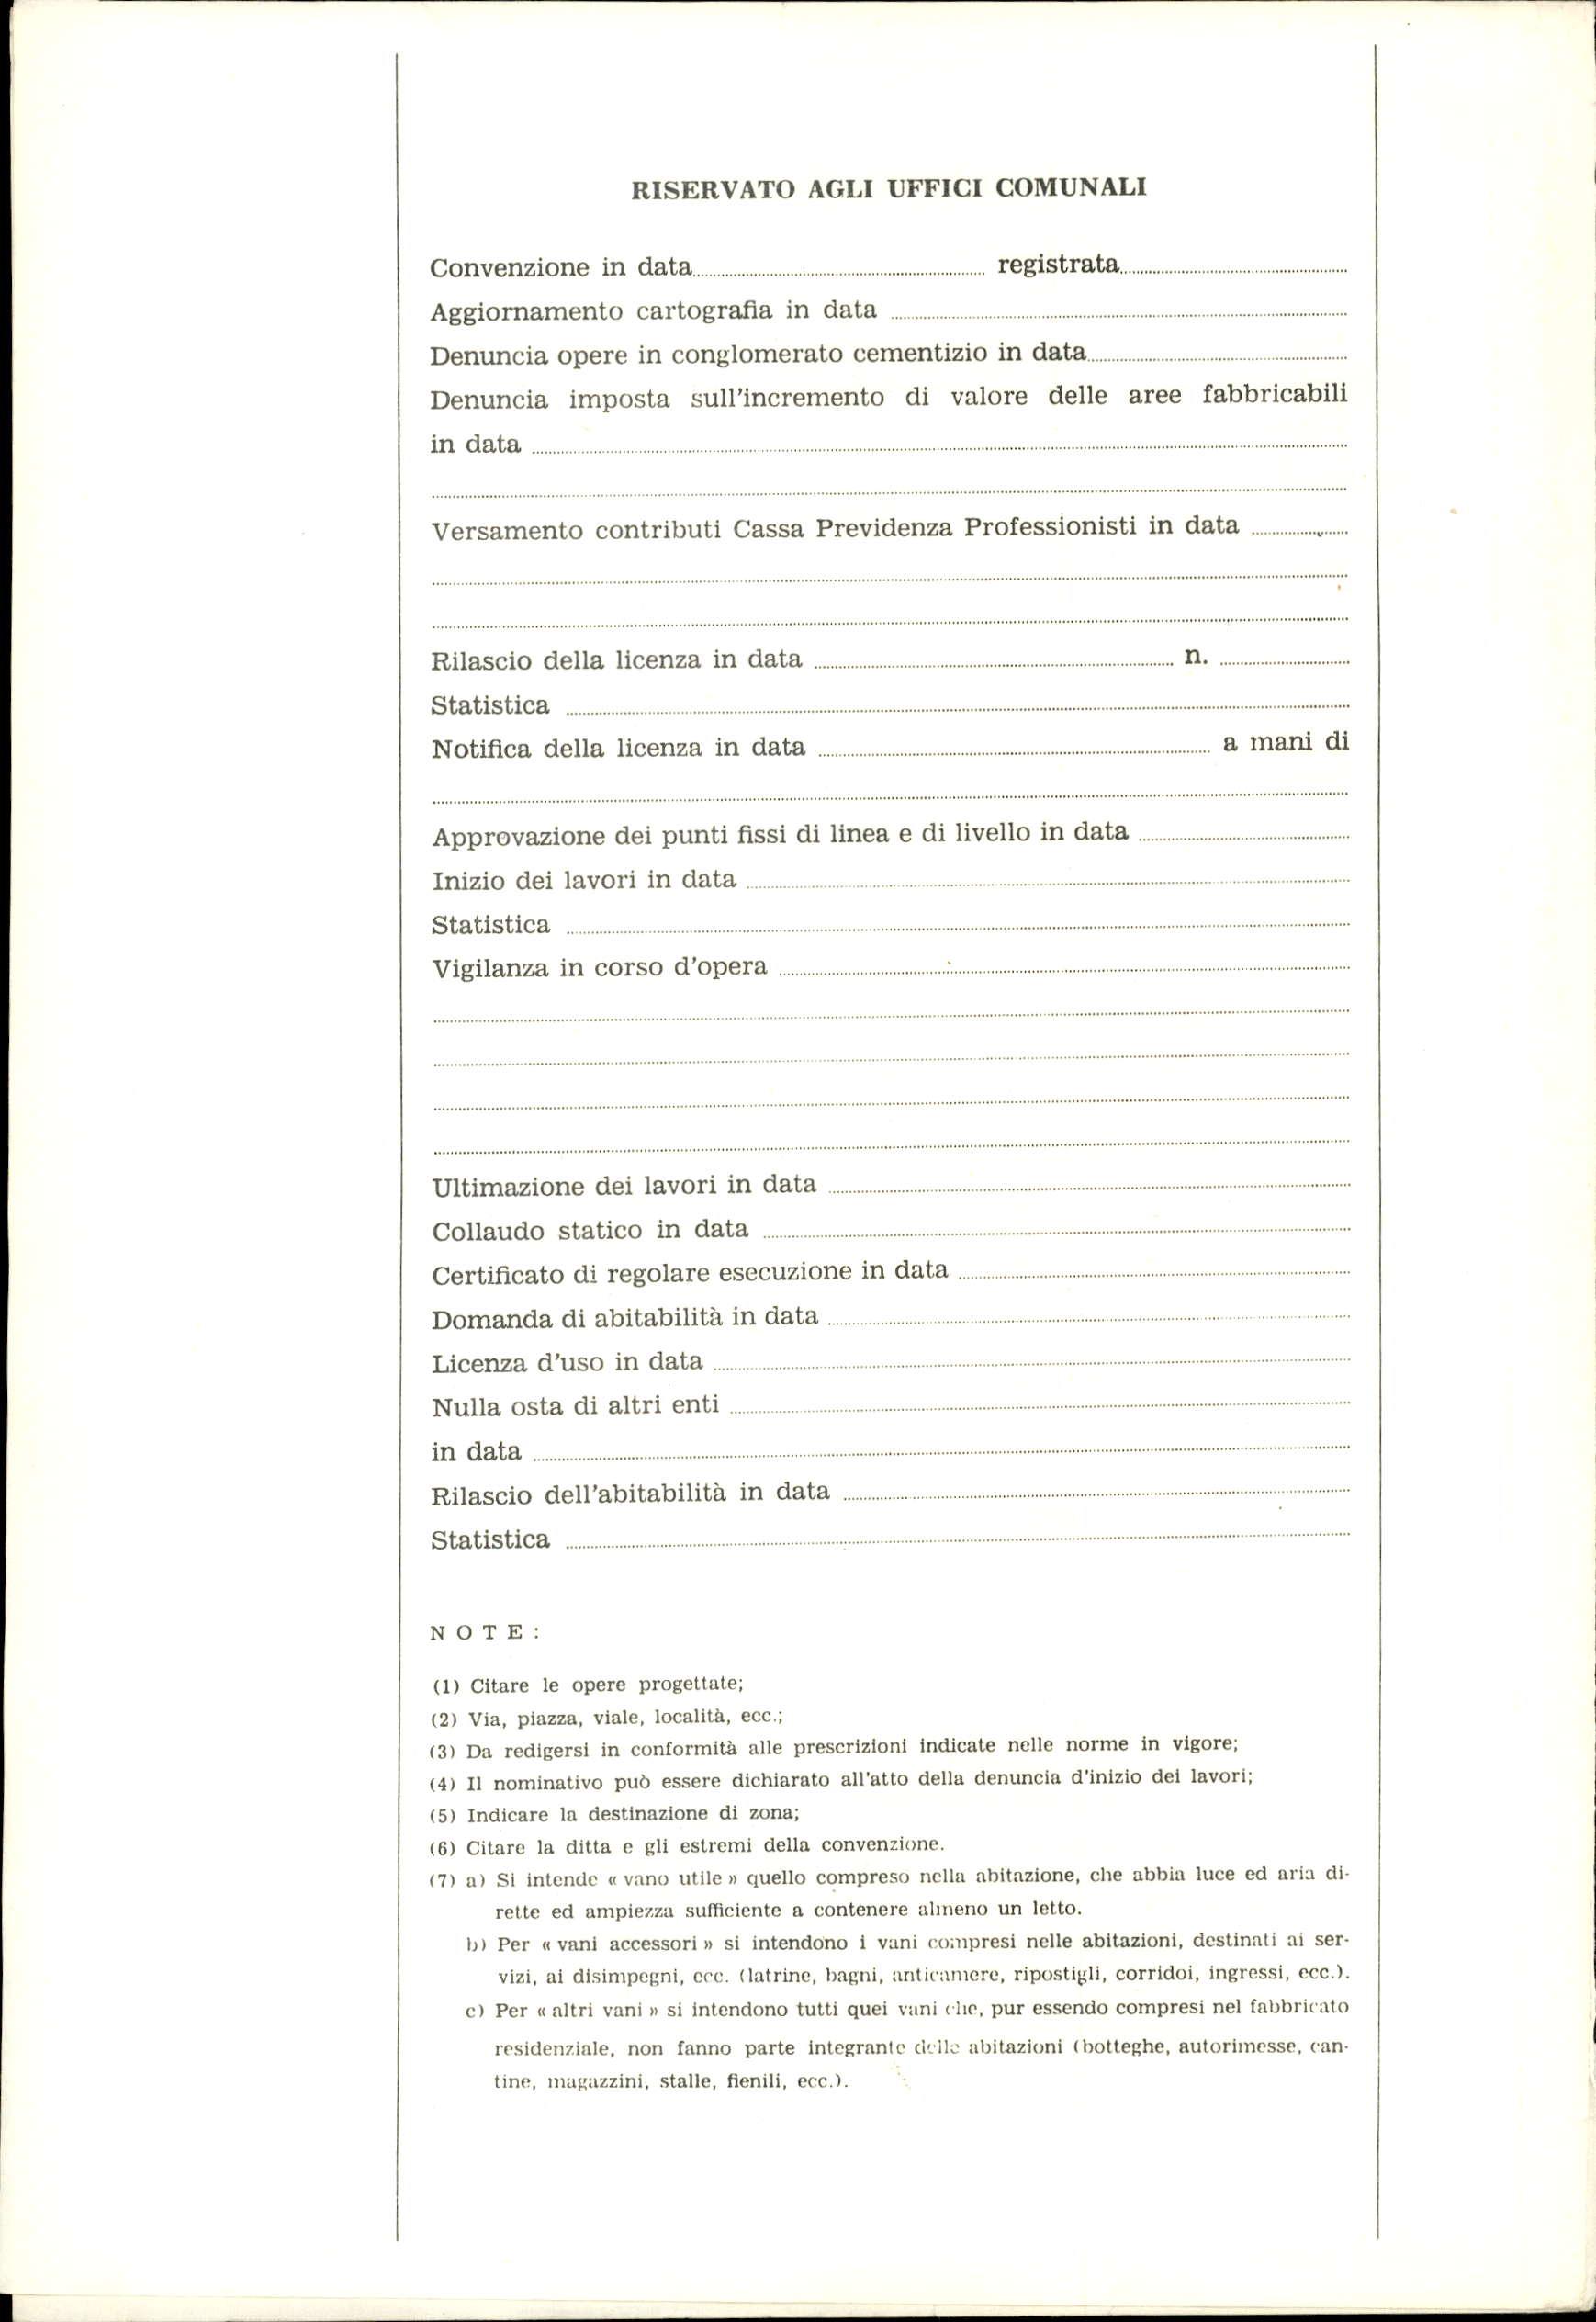 RISERVATO AGLI UFFICI COMUNALI
Convenzione in data registrata
Aggiornamento cartografia in data
Denuncia opere in conglomerato cementizio in data
Denuncia imposta sull'incremento di valore delle aree fabbricabili
in data
Versamento contributi Cassa Previdenza Professionisti in data
Rilascio della licenza in data n.
Statistica
Notifica della licenza in data a mani di
Approvazione dei punti fissi di linea e di livello in data
Inizio dei lavori in data
Statistica
Vigilanza in corso d'opera
Ultimazione dei lavori in data
Collaudo statico in data
Certificato di regolare esecuzione in data
Domanda di abitabilità in data
Licenza d'uso in data
Nulla osta di altri enti
in data
Rilascio dell'abitabilità in data
Statistica
NOTE:
(1) Citare le opere progettate;
(2) Via, piazza, viale, località, ecc.;
(3) Da redigersi in conformità alle prescrizioni indicate nelle norme in vigore;
(4) Il nominativo può essere dichiarato all'atto della denuncia d'inizio dei lavori;
(5) Indicare la destinazione di zona;
(6) Citare la ditta e gli estremi della convenzione.
(7) a) Si intende « vano utile » quello compreso nella abitazione, che abbia luce ed aria di-
rette ed ampiezza sufficiente a contenere almeno un letto.
b) Per « vani accessori » si intendono i vani compresi nelle abitazioni, destinati ai ser-
vizi, ai disimpegni, ecc. (latrine, bagni, anticamere, ripostigli, corridoi, ingressi, ecc.).
c) Per « altri vani » si intendono tutti quei vani che, pur essendo compresi nel fabbricato
residenziale, non fanno parte integrante delle abitazioni (botteghe, autorimesse, can-
tine, magazzini, stalle, fienili, ecc.).